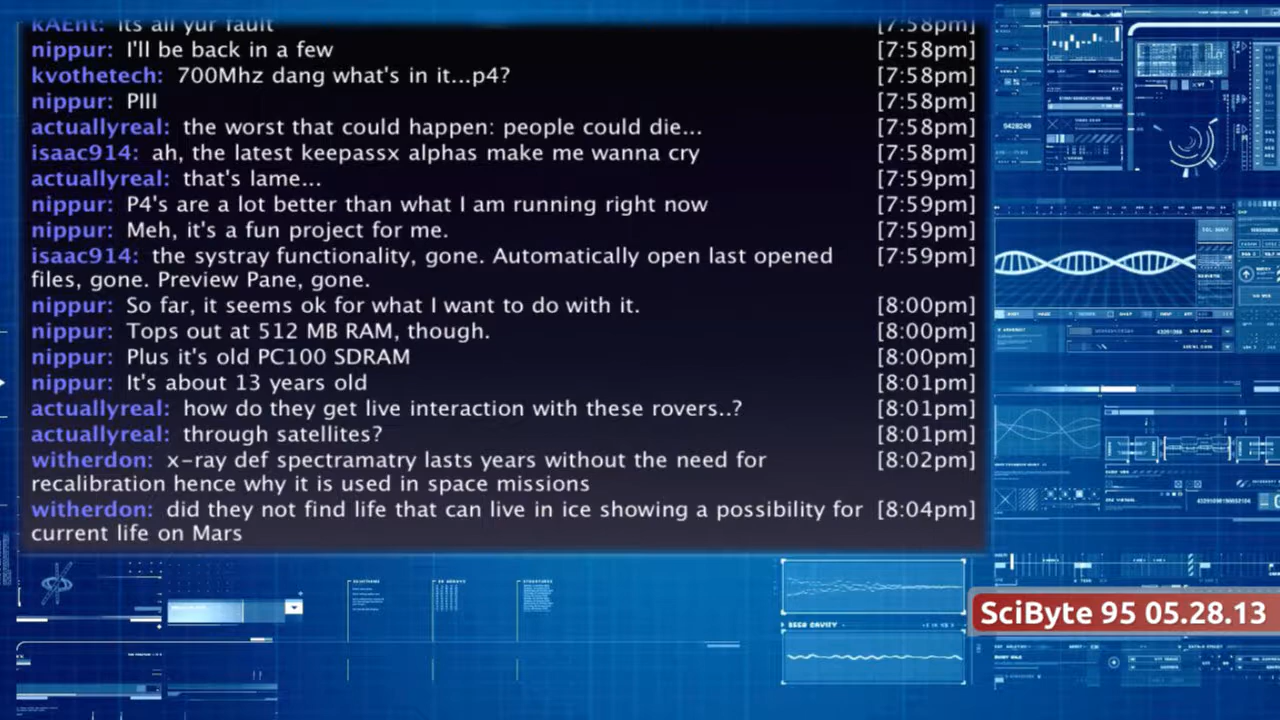 kAEnt: its all yur fault [7:58pm]
nippur: I'll be back in a few [7:58pm]
kvothetech: 700Mhz dang what's in it...p4? [7:58pm]
nippur: PIII [7:58pm]
actuallyreal: the worst that could happen: people could die... [7:58pm]
isaac914: ah, the latest keepassx alphas make me wanna cry [7:58pm]
actuallyreal: that's lame... [7:59pm]
nippur: P4's are a lot better than what I am running right now [7:59pm]
nippur: Meh, it's a fun project for me. [7:59pm]
isaac914: the systray functionality, gone. Automatically open last opened [7:59pm]
files, gone. Preview Pane, gone.
nippur: So far, it seems ok for what I want to do with it. [8:00pm]
nippur: Tops out at 512 MB RAM, though. [8:00pm]
nippur: Plus it's old PC100 SDRAM [8:00pm]
nippur: It's about 13 years old [8:01pm]
actuallyreal: how do they get live interaction with these rovers..? [8:01pm]
actuallyreal: through satellites? [8:01pm]
witherdon: x-ray def spectramatry lasts years without the need for [8:02pm]
recalibration hence why it is used in space missions
witherdon: did they not find life that can live in ice showing a possibility for [8:04pm]
current life on Mars
SciByte 95 05.28.13